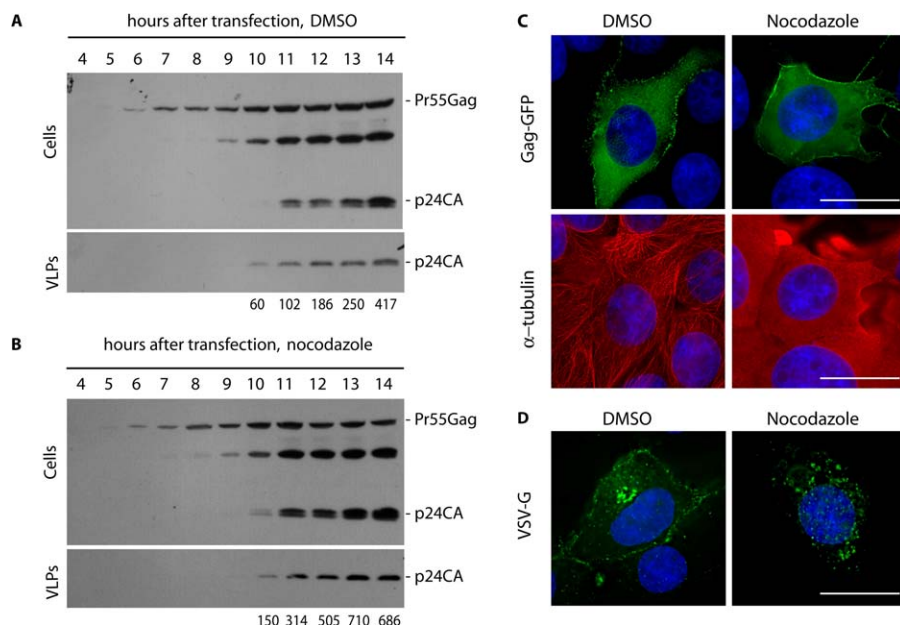 A
hours after transfection, DMSO
4 5 6 7 8 9 10 11 12 13 14
Cells
- Pr55Gag
- p24CA
VLPs
- p24CA
60 102 186 250 417
B
hours after transfection, nocodazole
4 5 6 7 8 9 10 11 12 13 14
Cells
- Pr55Gag
- p24CA
VLPs
- p24CA
150 314 505 710 686
C
DMSO Nocodazole
Gag-GFP
α-tubulin
D
DMSO Nocodazole
VSV-G